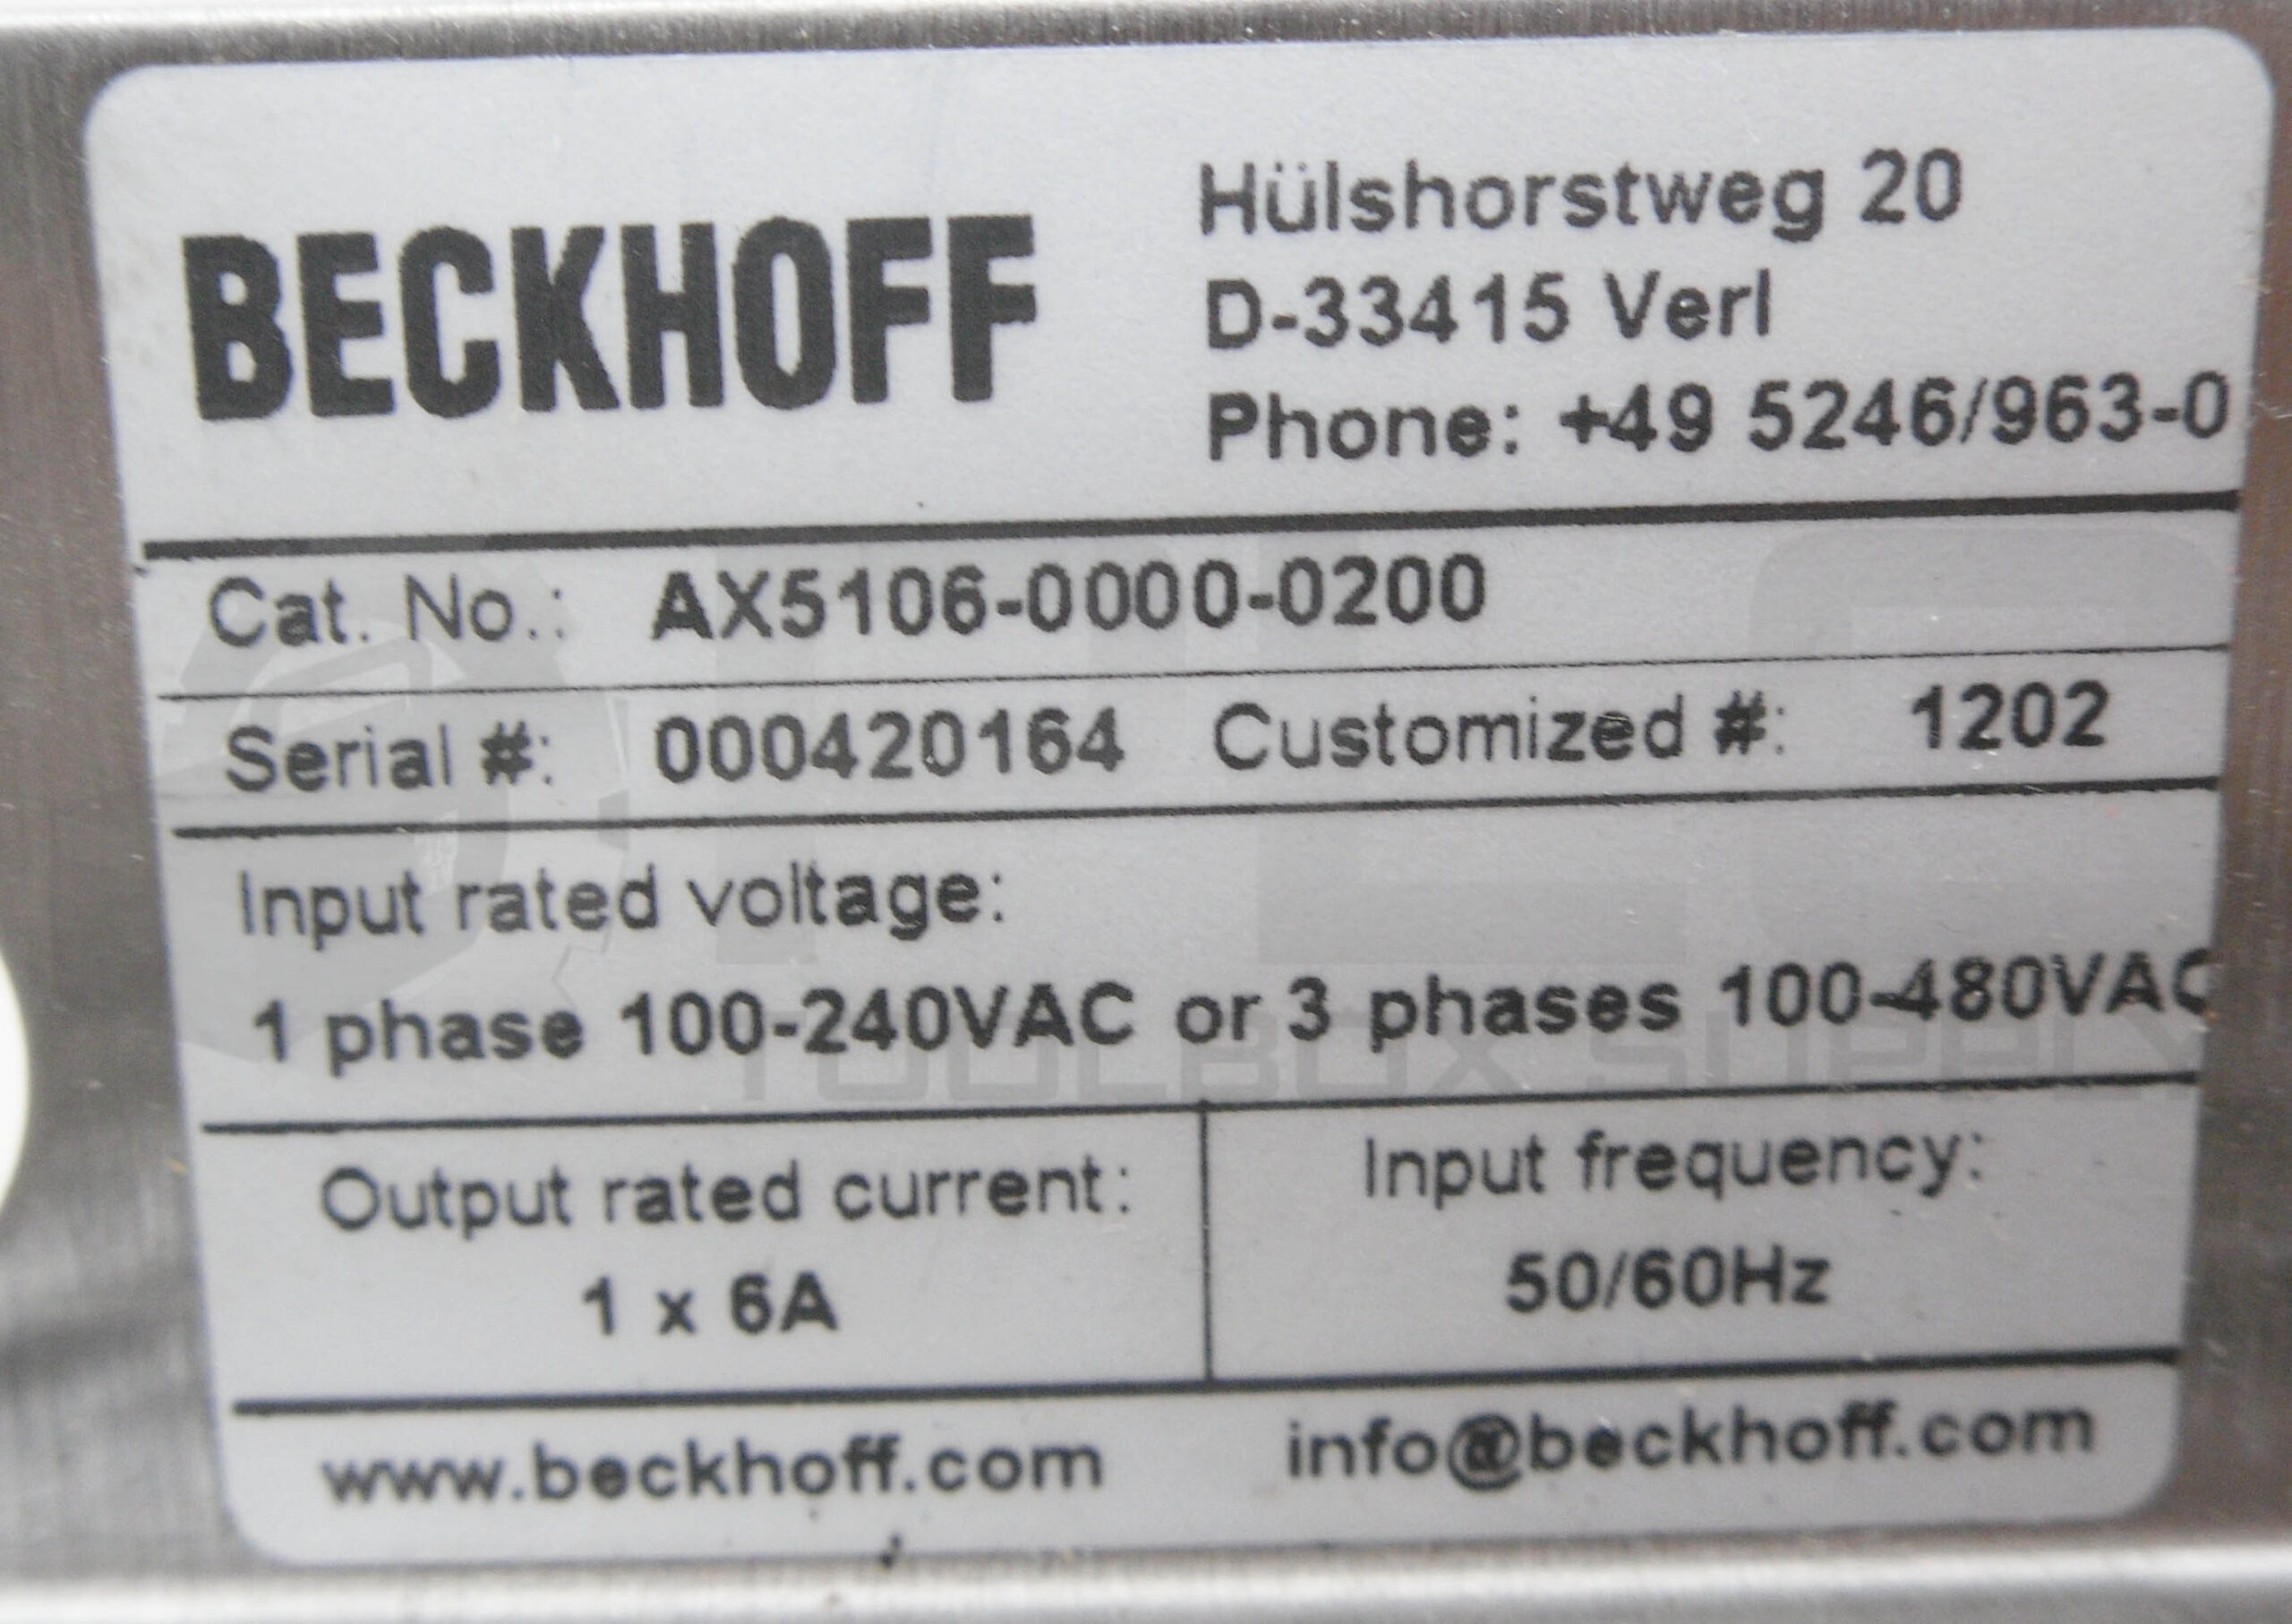 BECKHOFF
Hülshorstweg 20
D-33415 Verl
Phone: +49 5246/963-0
Cat. No.: AX5106-0000-0200
Serial #: 000420164 Customized #: 1202
Input rated voltage:
1 phase 100-240VAC or 3 phases 100-480VAC
TOOLBOX SUPPLY
Output rated current:
1 x 6A
Input frequency:
50/60Hz
www.beckhoff.com
info@beckhoff.com